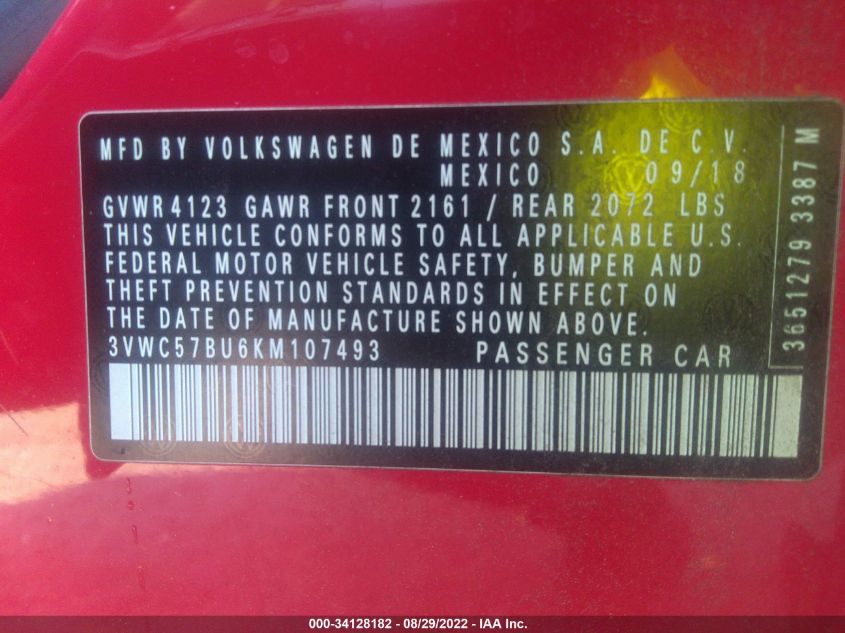 MFD BY VOLKSWAGEN DE MEXICO S.A. DE C.V.
MEXICO 09/18
GVWR 4123 GAWR FRONT 2161 / REAR 2072 LBS
THIS VEHICLE CONFORMS TO ALL APPLICABLE U.S.
FEDERAL MOTOR VEHICLE SAFETY, BUMPER AND
THEFT PREVENTION STANDARDS IN EFFECT ON
THE DATE OF MANUFACTURE SHOWN ABOVE.
3VWC57BU6KM107493 PASSENGER CAR
3651279 3387 M
000-34128182 - 08/29/2022 - IAA Inc.